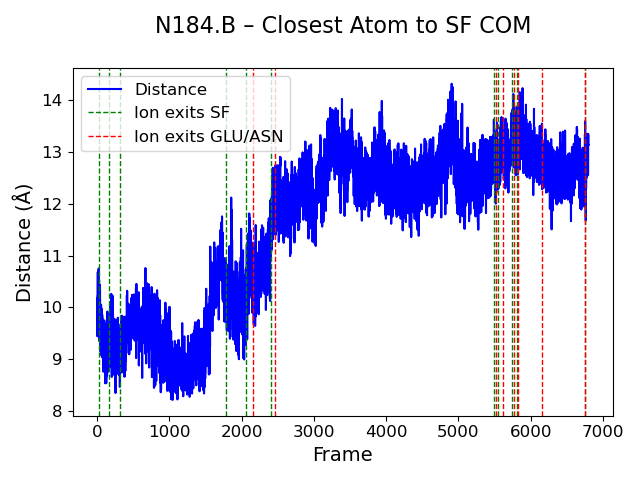 N184.B – Closest Atom to SF COM
Distance
Ion exits SF
Ion exits GLU/ASN
Distance (Å)
14
13
12
11
10
9
8
0 1000 2000 3000 4000 5000 6000 7000
Frame